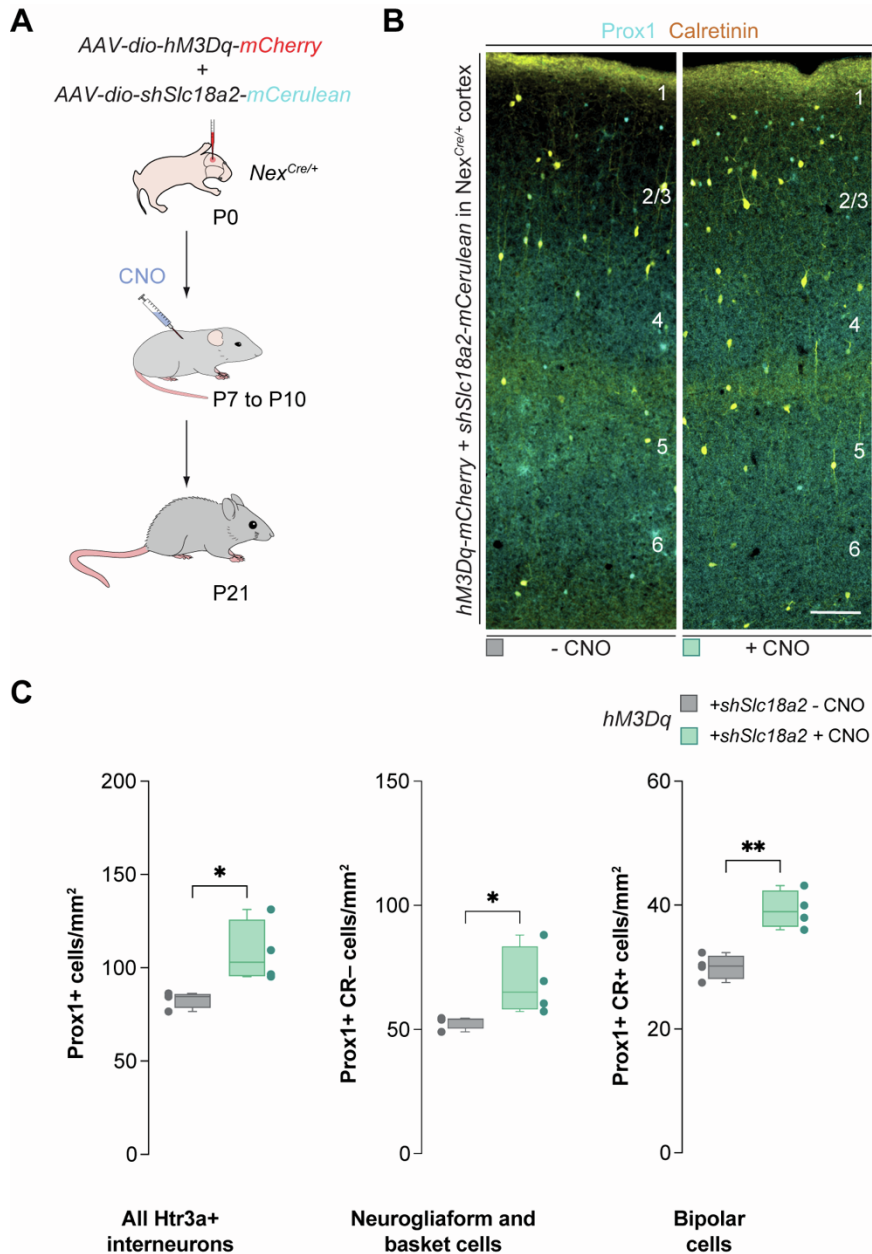 A
AAV-dio-hM3Dq-mCherry
+
AAV-dio-shSlc18a2-mCerulean
Nex^Cre/+
P0
CNO
P7 to P10
P21
B
Prox1 Calretinin
hM3Dq-mCherry + shSlc18a2-mCerulean in Nex^Cre/+ cortex
1
2/3
4
5
6
1
2/3
4
5
6
- CNO
+ CNO
C
hM3Dq
+shSlc18a2 - CNO
+shSlc18a2 + CNO
Prox1+ cells/mm²
200
150
100
50
0
*
All Htr3a+
interneurons
Prox1+ CR– cells/mm²
150
100
50
0
*
Neurogliaform and
basket cells
Prox1+ CR+ cells/mm²
60
40
20
0
**
Bipolar
cells